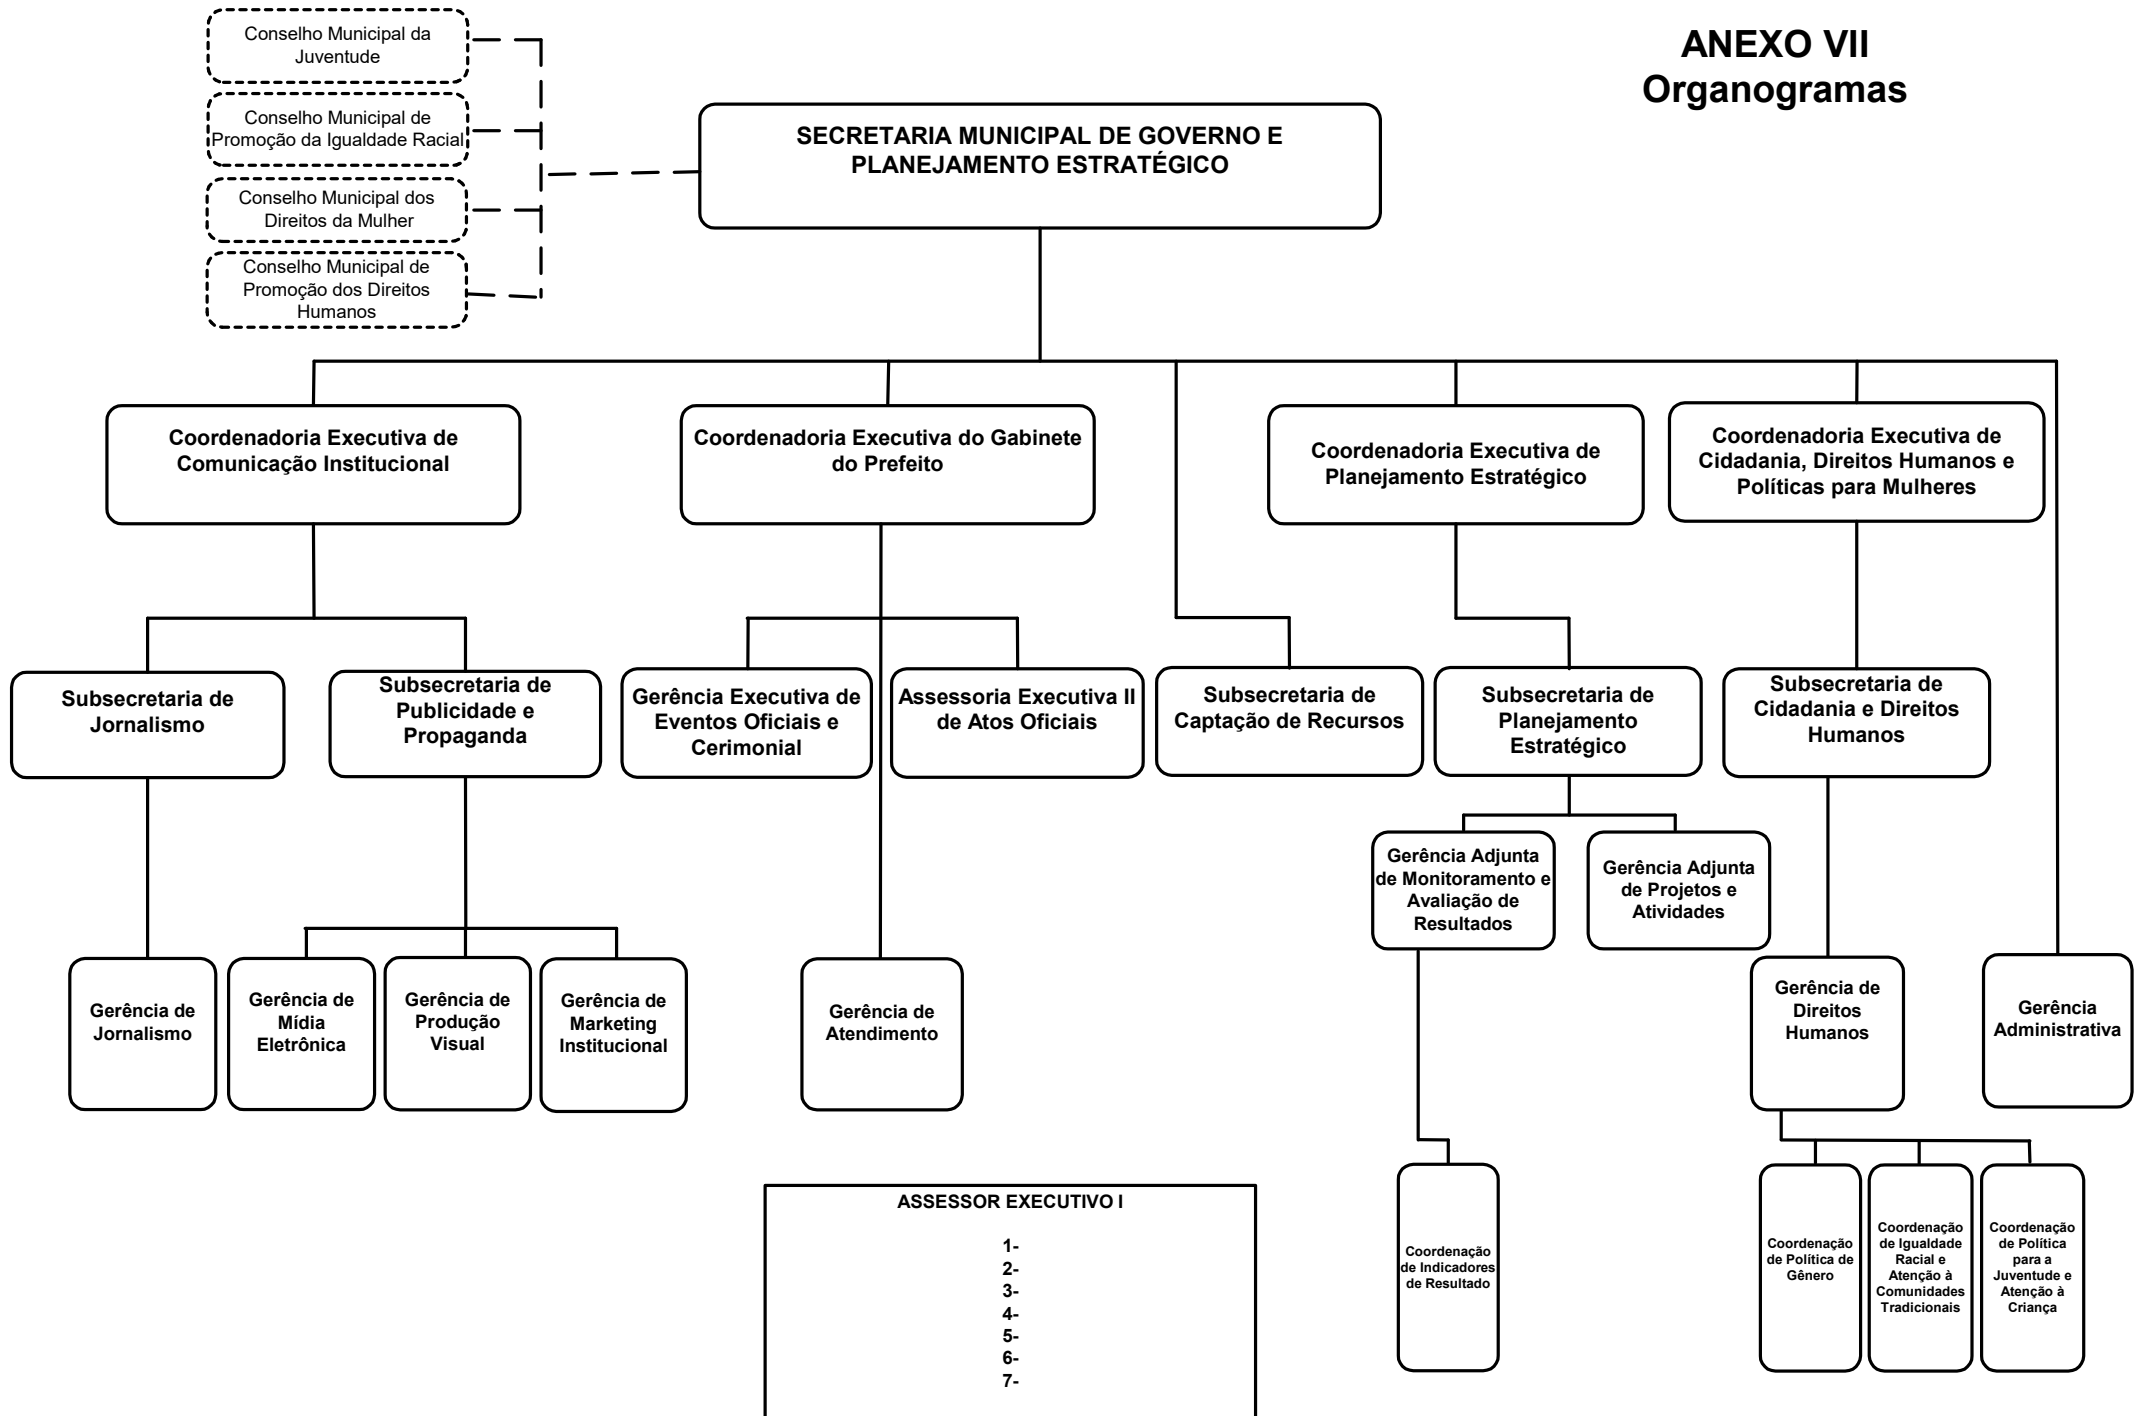 Conselho Municipal da
Juventude
Conselho Municipal de
Promoção da Igualdade Racial
Conselho Municipal dos
Direitos da Mulher
Conselho Municipal de
Promoção dos Direitos
Humanos
ANEXO VII
Organogramas
SECRETARIA MUNICIPAL DE GOVERNO E
PLANEJAMENTO ESTRATÉGICO
Coordenadoria Executiva de
Comunicação Institucional
Coordenadoria Executiva do Gabinete
do Prefeito
Coordenadoria Executiva de
Planejamento Estratégico
Coordenadoria Executiva de
Cidadania, Direitos Humanos e
Políticas para Mulheres
Subsecretaria de
Jornalismo
Subsecretaria de
Publicidade e
Propaganda
Gerência Executiva de
Eventos Oficiais e
Cerimonial
Assessoria Executiva II
de Atos Oficiais
Subsecretaria de
Captação de Recursos
Subsecretaria de
Planejamento
Estratégico
Subsecretaria de
Cidadania e Direitos
Humanos
Gerência Adjunta
de Monitoramento e
Avaliação de
Resultados
Gerência Adjunta
de Projetos e
Atividades
Gerência de
Jornalismo
Gerência de
Mídia
Eletrônica
Gerência de
Produção
Visual
Gerência de
Marketing
Institucional
Gerência de
Atendimento
Gerência de
Direitos
Humanos
Gerência
Administrativa
ASSESSOR EXECUTIVO I
1-
2-
3-
4-
5-
6-
7-
Coordenação
de Indicadores
de Resultado
Coordenação
de Política de
Gênero
Coordenação
de Igualdade
Racial e
Atenção à
Comunidades
Tradicionais
Coordenação
de Política
para a
Juventude e
Atenção à
Criança